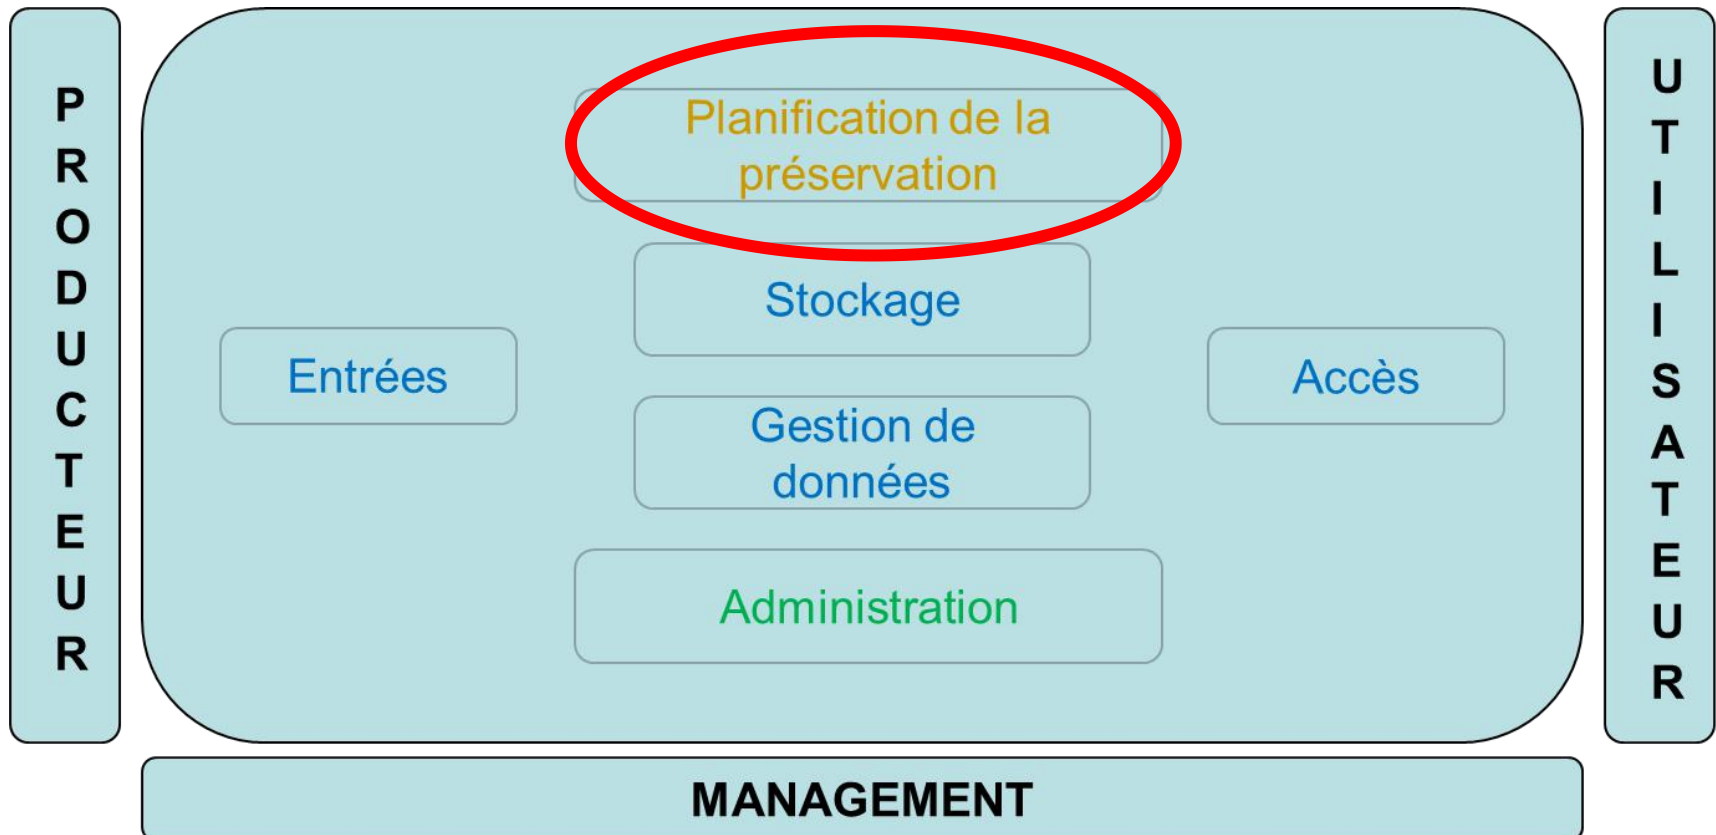 PRODUCTEUR
Planification de la
préservation
Stockage
Entrées
Gestion de
données
Accès
Administration
UTILISATEUR
MANAGEMENT